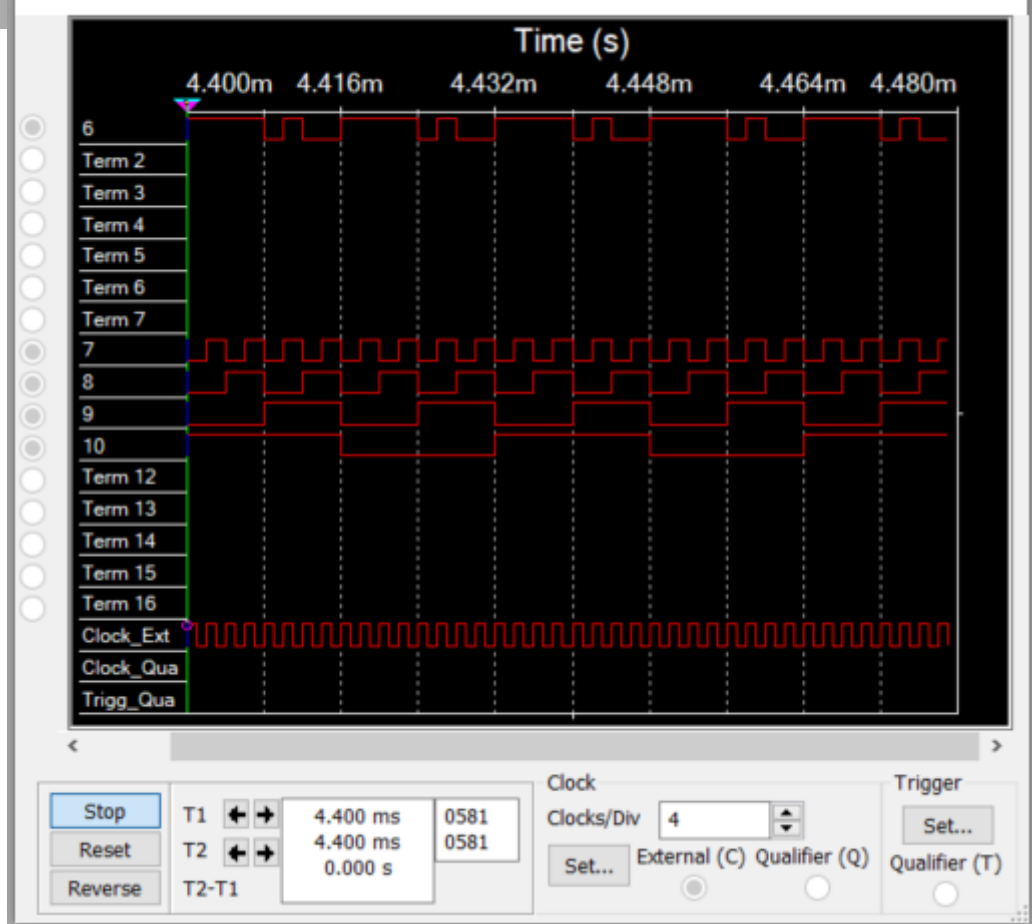 Time (s)
4.400m 4.416m 4.432m 4.448m 4.464m 4.480m
6
Term 2
Term 3
Term 4
Term 5
Term 6
Term 7
7
8
9
10
Term 12
Term 13
Term 14
Term 15
Term 16
Clock_Ext
Clock_Qua
Trigg_Qua
Stop
Reset
Reverse
T1 4.400 ms 0581
T2 4.400 ms 0581
T2-T1 0.000 s
Clock
Clocks/Div 4
Set... External (C) Qualifier (Q)
Trigger
Set...
Qualifier (T)